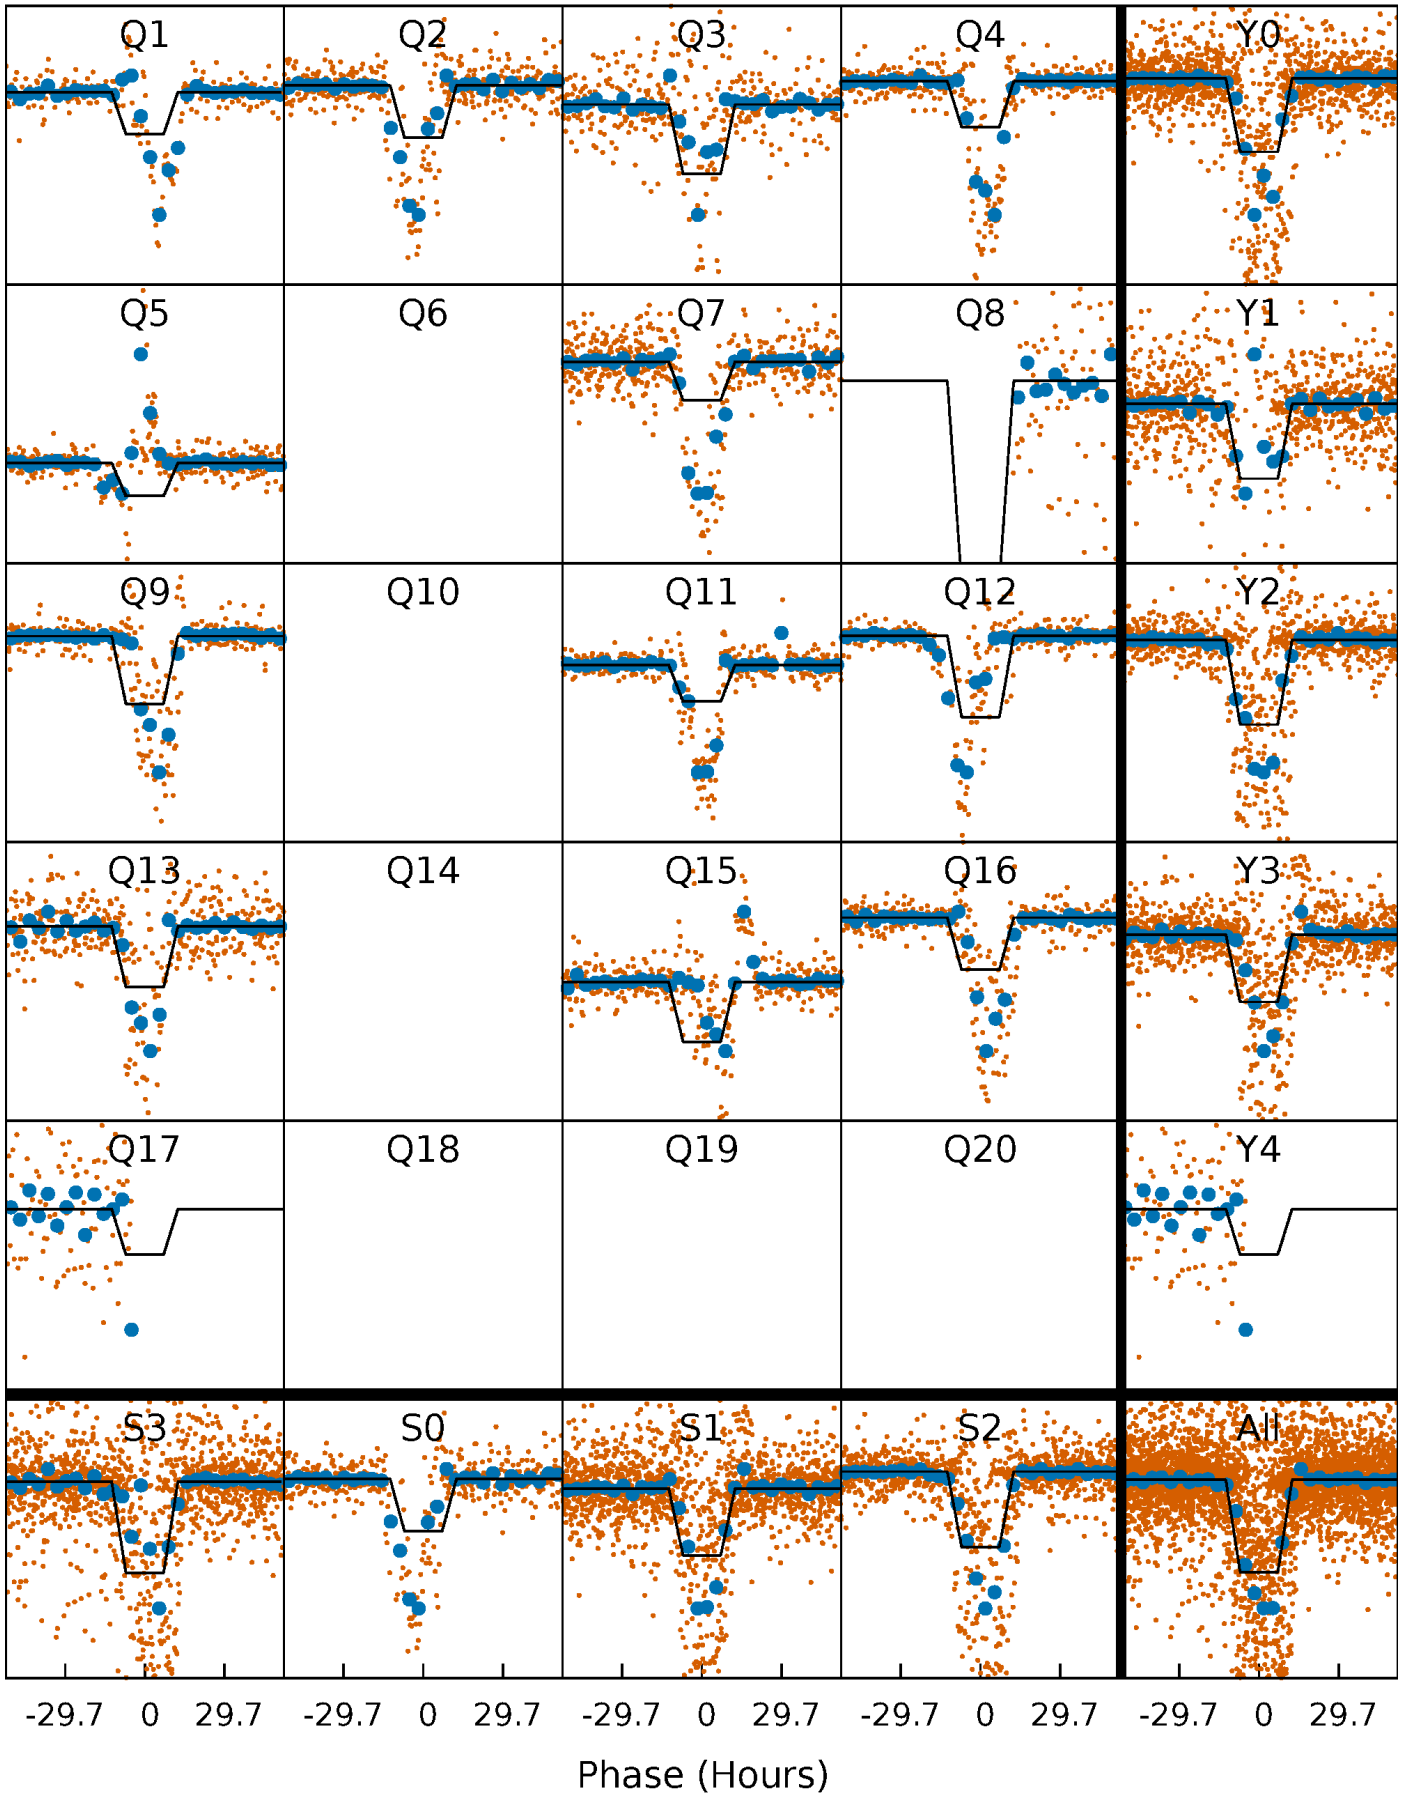 Q1 Q2 Q3 Q4 Y0
Q5 Q6 Q7 Q8 Y1
Q9 Q10 Q11 Q12 Y2
Q13 Q14 Q15 Q16 Y3
Q17 Q18 Q19 Q20 Y4
S3 S0 S1 S2 All
-29.7 0 29.7 -29.7 0 29.7 -29.7 0 29.7 -29.7 0 29.7 -29.7 0 29.7
Phase (Hours)